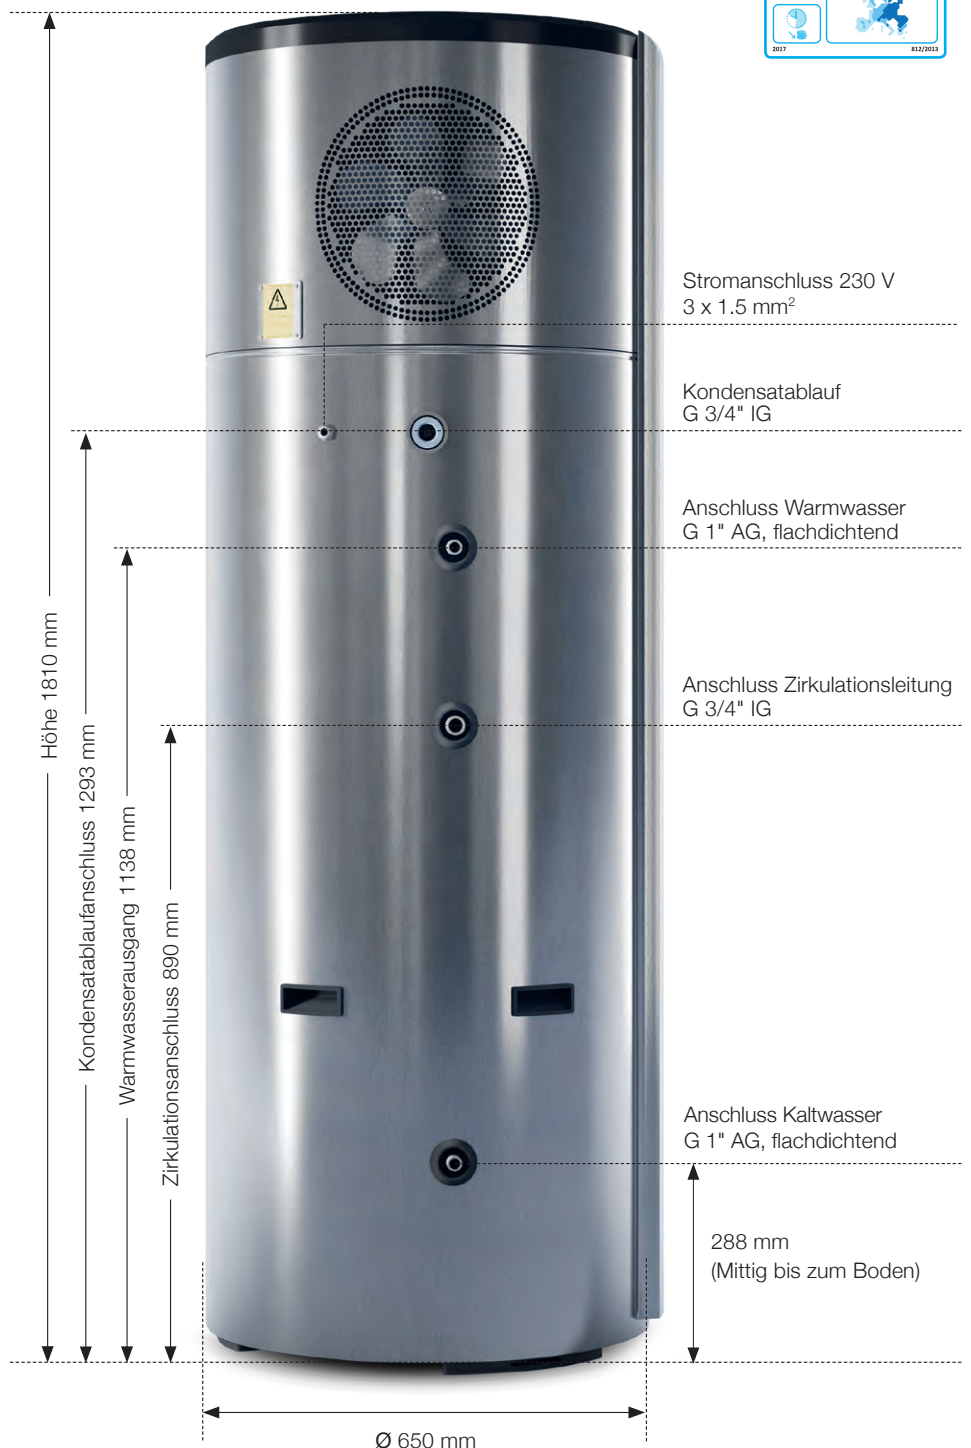 2017
812/2013
Stromanschluss 230 V
3 x 1.5 mm²
Kondensatablauf
G 3/4" IG
Anschluss Warmwasser
G 1" AG, flachdichtend
Anschluss Zirkulationsleitung
G 3/4" IG
Höhe 1810 mm
Kondensatablaufanschluss 1293 mm
Warmwasserausgang 1138 mm
Zirkulationsanschluss 890 mm
Anschluss Kaltwasser
G 1" AG, flachdichtend
288 mm
(Mittig bis zum Boden)
Ø 650 mm